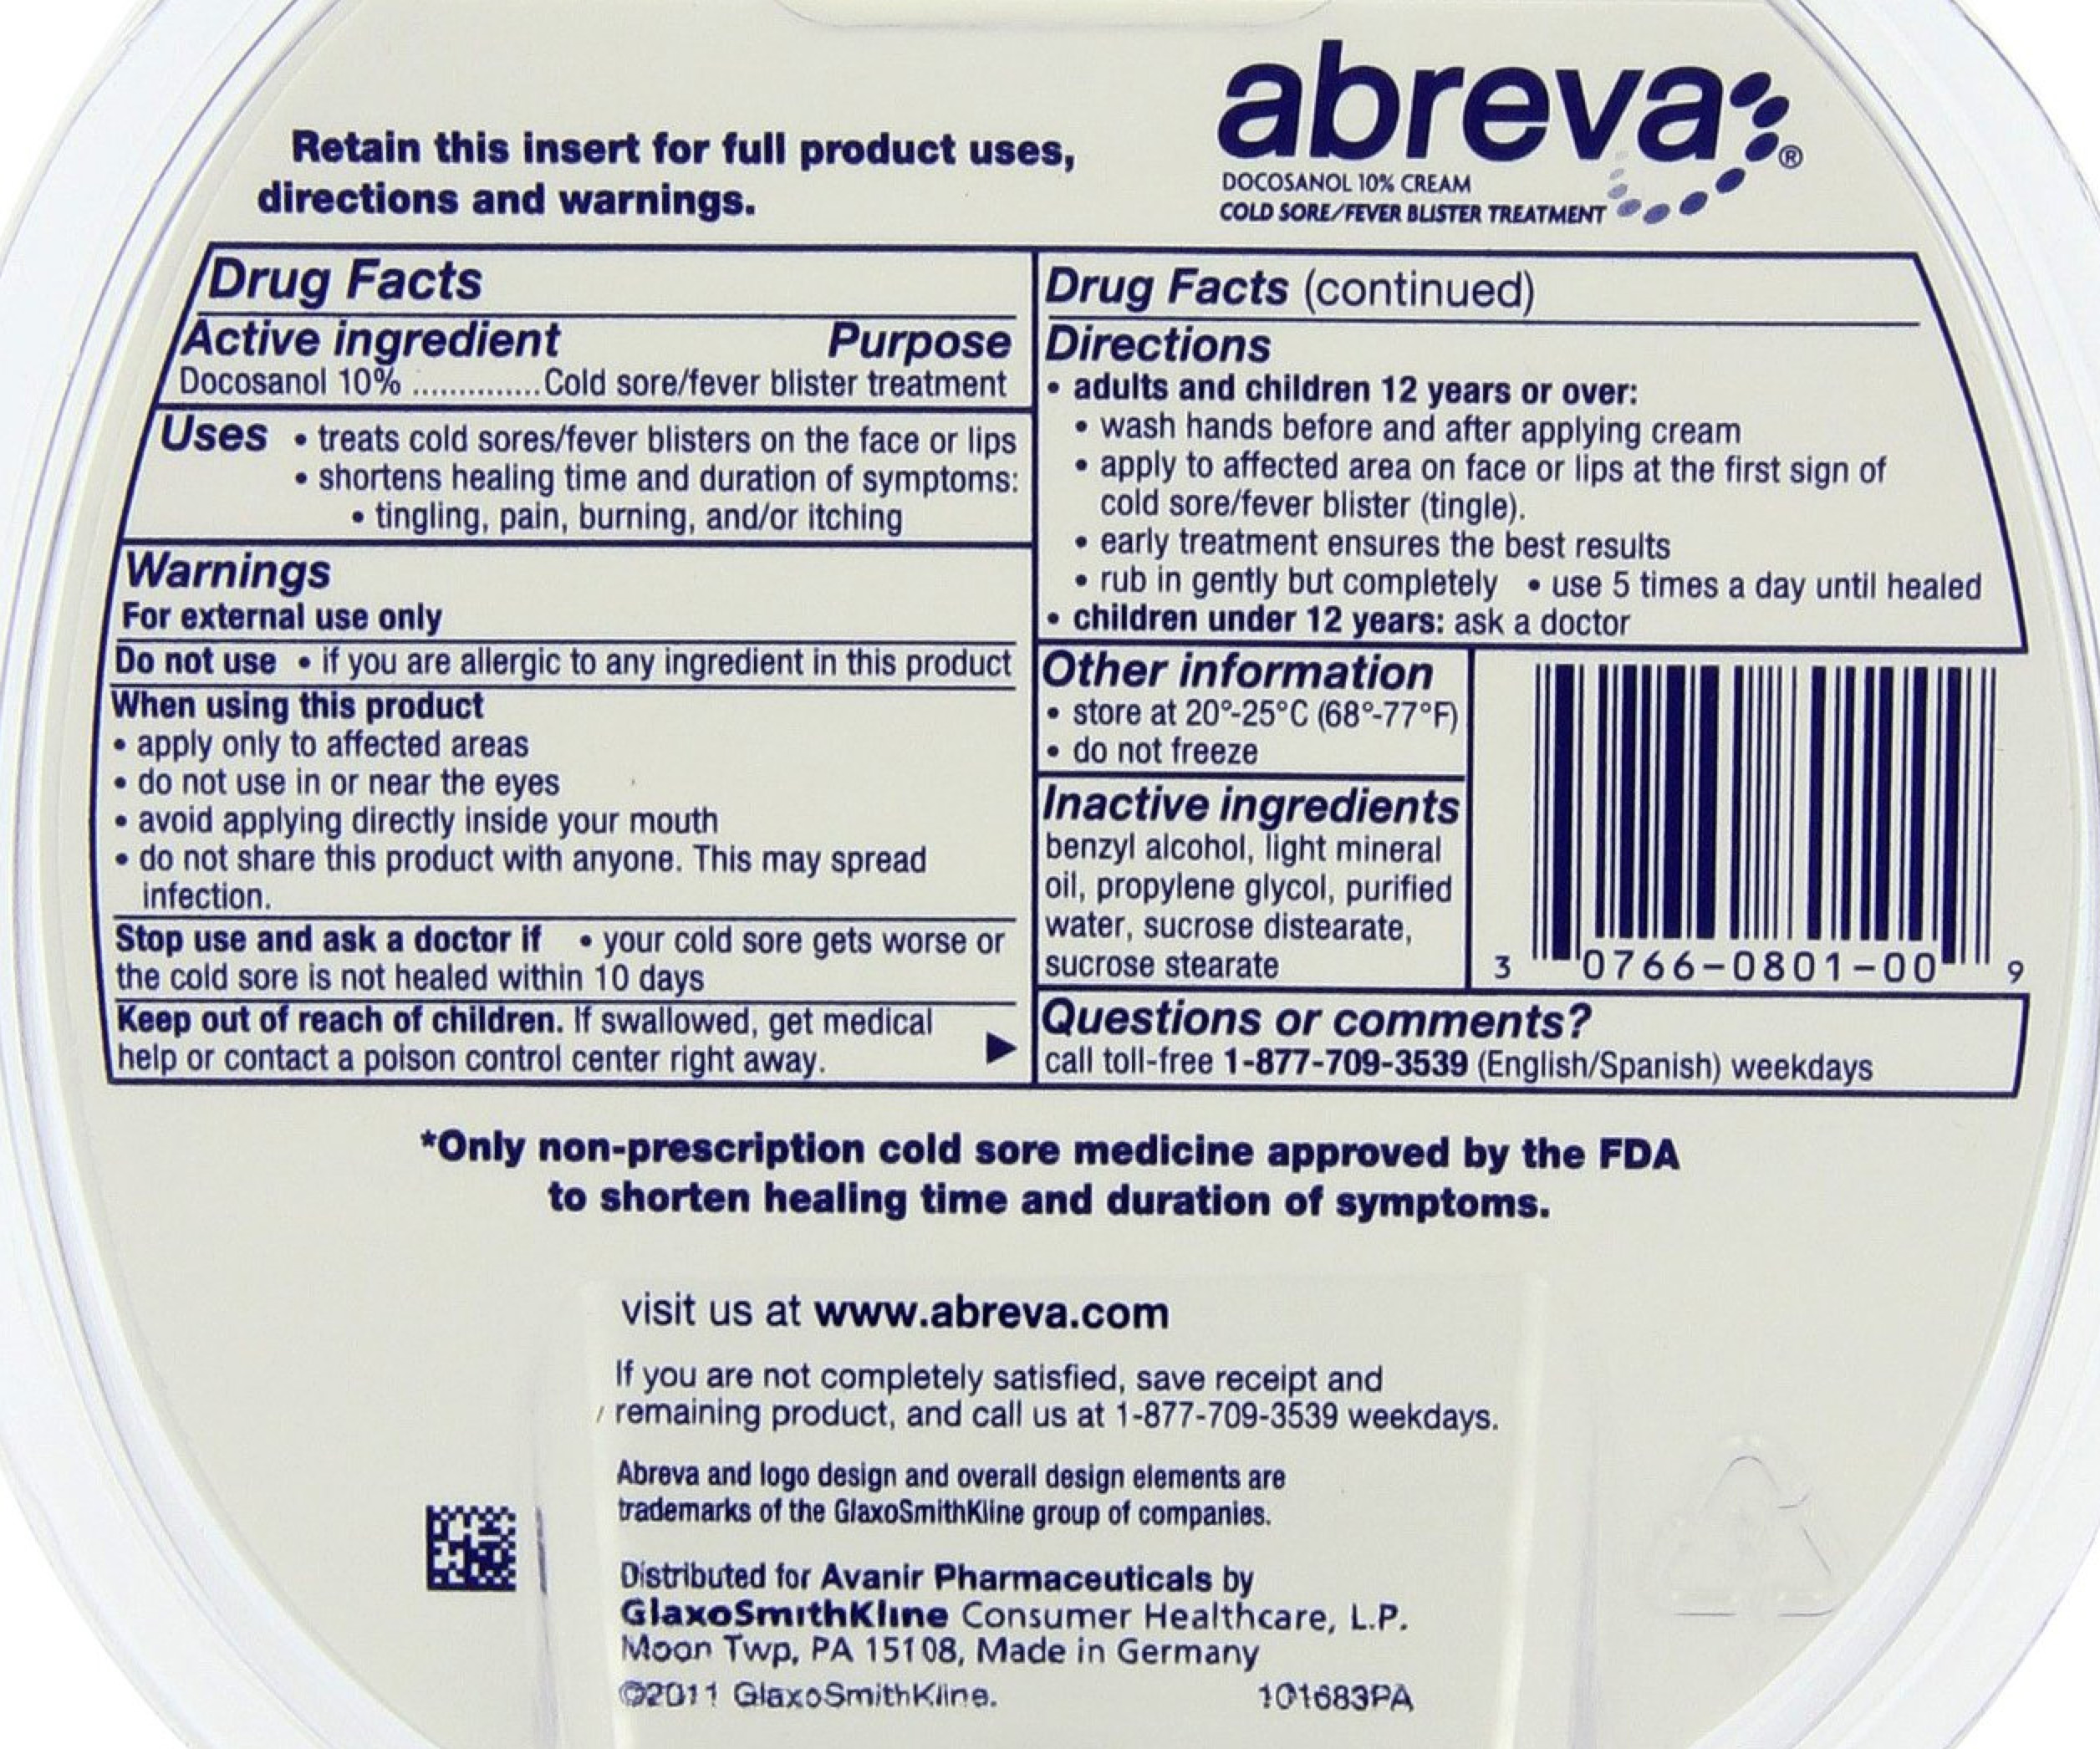 abreva®
DOCOSANOL 10% CREAM
COLD SORE/FEVER BLISTER TREATMENT
Retain this insert for full product uses,
directions and warnings.
Drug Facts
Active ingredient Purpose
Docosanol 10% ..............Cold sore/fever blister treatment
Uses • treats cold sores/fever blisters on the face or lips
• shortens healing time and duration of symptoms:
• tingling, pain, burning, and/or itching
Warnings
For external use only
Do not use • if you are allergic to any ingredient in this product
When using this product
• apply only to affected areas
• do not use in or near the eyes
• avoid applying directly inside your mouth
• do not share this product with anyone. This may spread
infection.
Stop use and ask a doctor if • your cold sore gets worse or
the cold sore is not healed within 10 days
Keep out of reach of children. If swallowed, get medical
help or contact a poison control center right away.
Drug Facts (continued)
Directions
• adults and children 12 years or over:
• wash hands before and after applying cream
• apply to affected area on face or lips at the first sign of
cold sore/fever blister (tingle).
• early treatment ensures the best results
• rub in gently but completely • use 5 times a day until healed
• children under 12 years: ask a doctor
Other information
• store at 20°-25°C (68°-77°F)
• do not freeze
Inactive ingredients
benzyl alcohol, light mineral
oil, propylene glycol, purified
water, sucrose distearate,
sucrose stearate
3 0766-0801-00 9
Questions or comments?
call toll-free 1-877-709-3539 (English/Spanish) weekdays
*Only non-prescription cold sore medicine approved by the FDA
to shorten healing time and duration of symptoms.
visit us at www.abreva.com
If you are not completely satisfied, save receipt and
remaining product, and call us at 1-877-709-3539 weekdays.
Abreva and logo design and overall design elements are
trademarks of the GlaxoSmithKline group of companies.
Distributed for Avanir Pharmaceuticals by
GlaxoSmithKline Consumer Healthcare, L.P.
Moon Twp, PA 15108, Made in Germany
©2011 GlaxoSmithKline. 101683PA